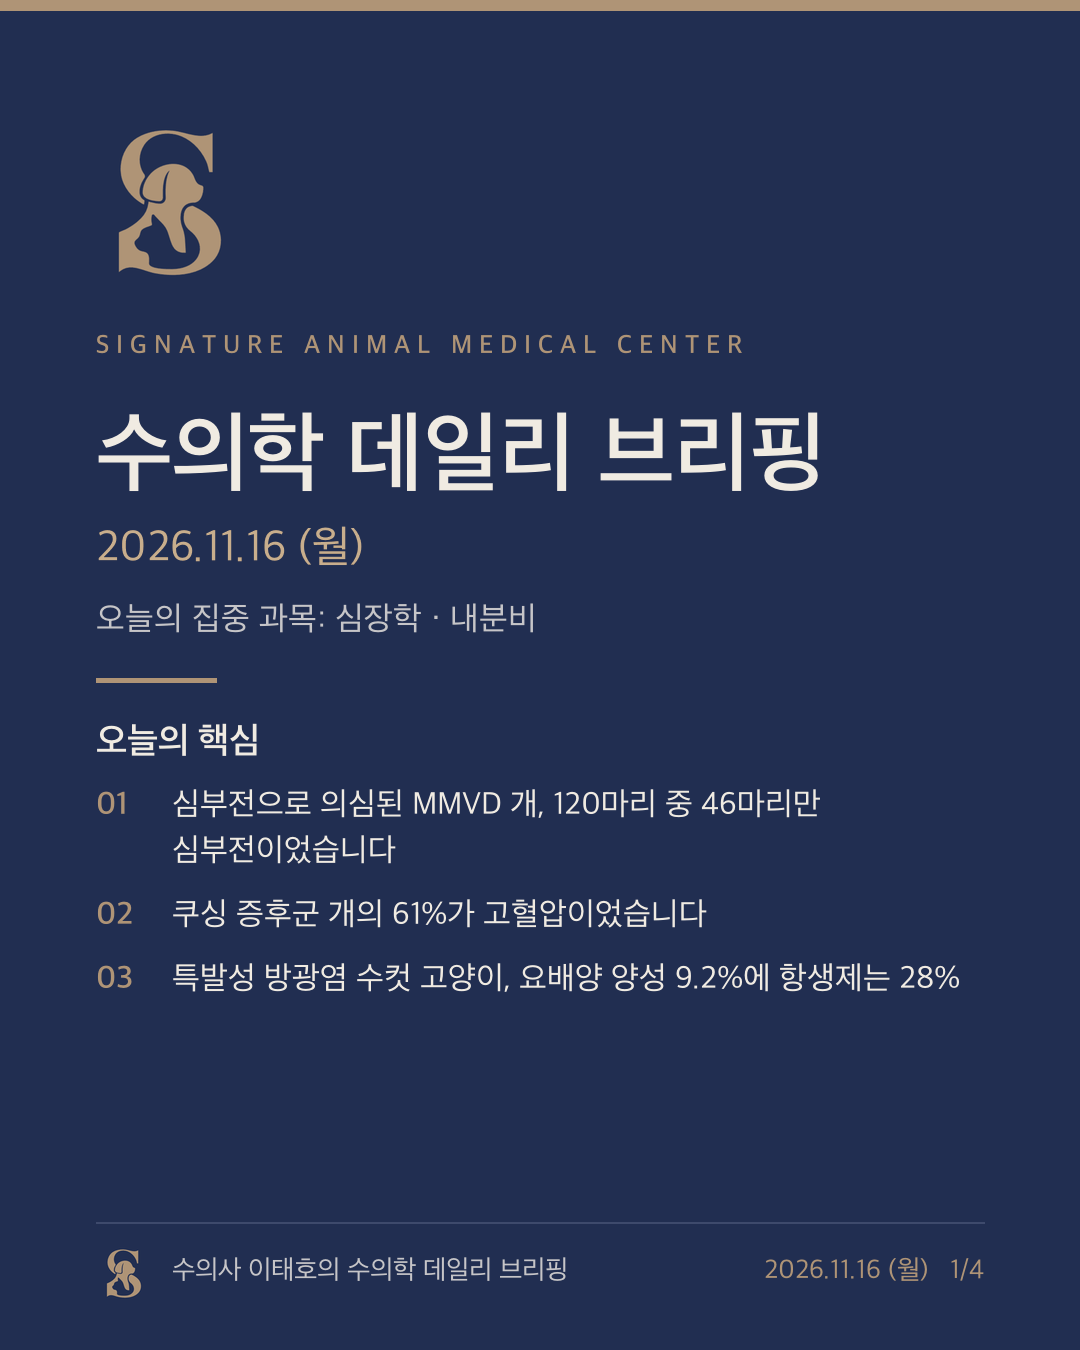 SIGNATURE ANIMAL MEDICAL CENTER
수의학 데일리 브리핑
2026.11.16 (월)
오늘의 집중 과목: 심장학 · 내분비
오늘의 핵심
01 심부전으로 의심된 MMVD 개, 120마리 중 46마리만
심부전이었습니다
02 쿠싱 증후군 개의 61%가 고혈압이었습니다
03 특발성 방광염 수컷 고양이, 요배양 양성 9.2%에 항생제는 28%
수의사 이태호의 수의학 데일리 브리핑 2026.11.16 (월) 1/4